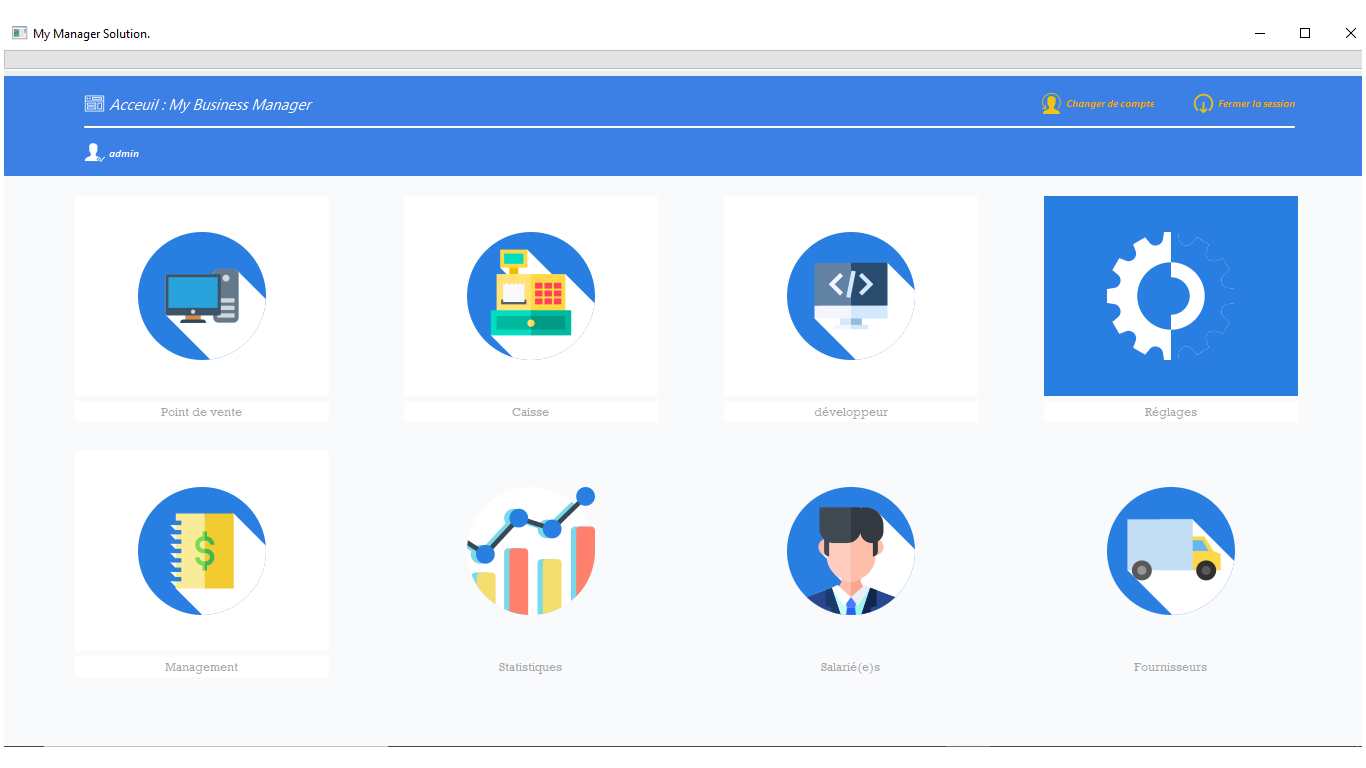 My Manager Solution.
Acceuil : My Business Manager
Changer de compte
Fermer la session
admin
Point de vente
Caisse
développeur
Réglages
Management
Statistiques
Salarié(e)s
Fournisseurs